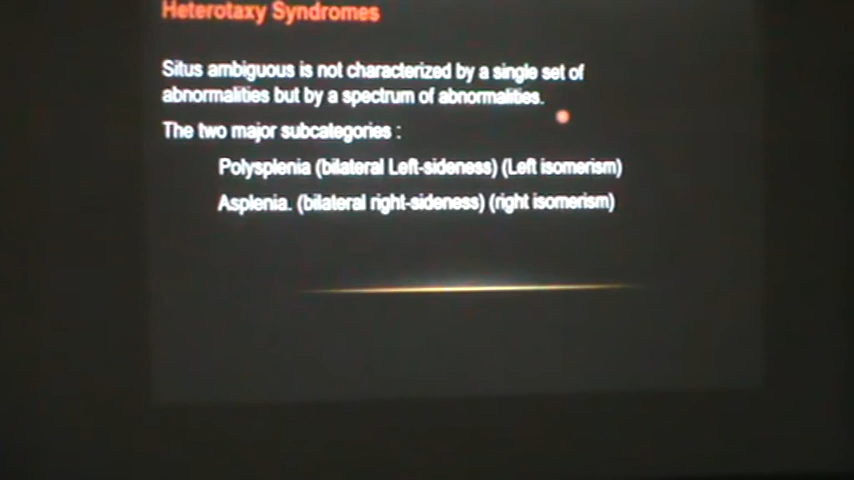 Heterotaxy Syndromes
Situs ambiguous is not characterized by a single set of
abnormalities but by a spectrum of abnormalities.
The two major subcategories :
Polysplenia (bilateral Left-sideness) (Left isomerism)
Asplenia. (bilateral right-sideness) (right isomerism)